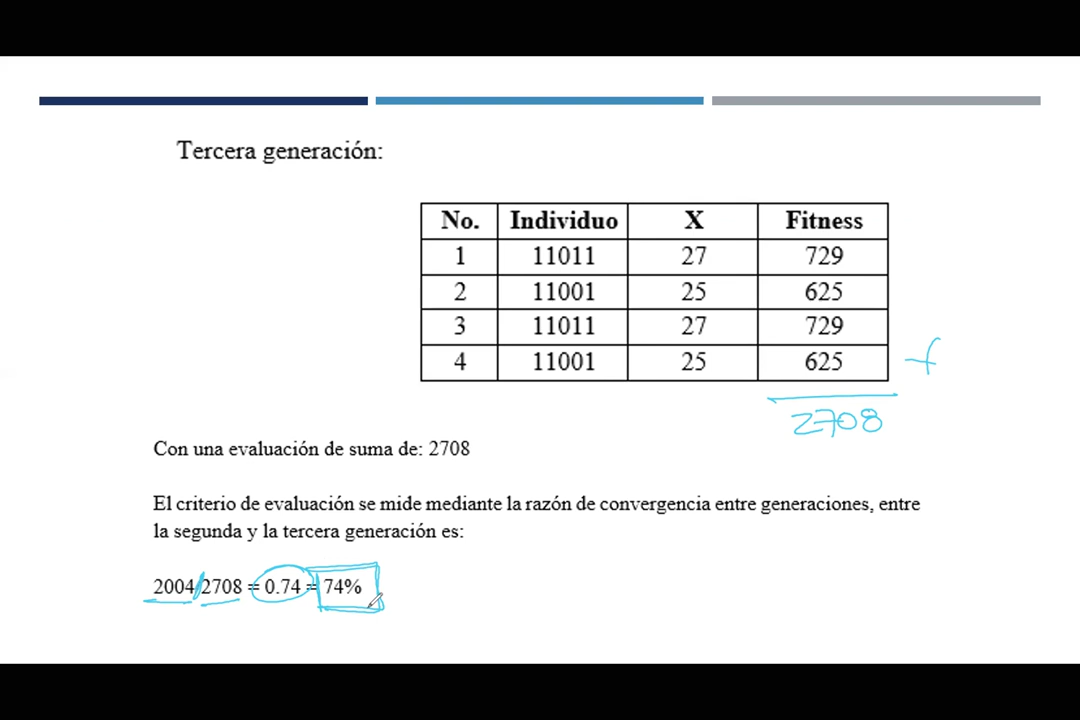 Tercera generación:
No. Individuo X Fitness
1 11011 27 729
2 11001 25 625
3 11011 27 729
4 11001 25 625
+
2708
Con una evaluación de suma de: 2708
El criterio de evaluación se mide mediante la razón de convergencia entre generaciones, entre
la segunda y la tercera generación es:
2004/2708 = 0.74 = 74%